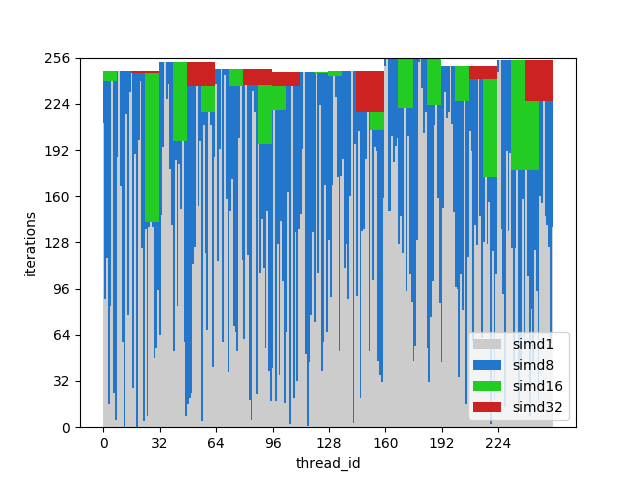 256
224
192
160
128
96
64
32
0
iterations
0 32 64 96 128 160 192 224
thread_id
simd1
simd8
simd16
simd32